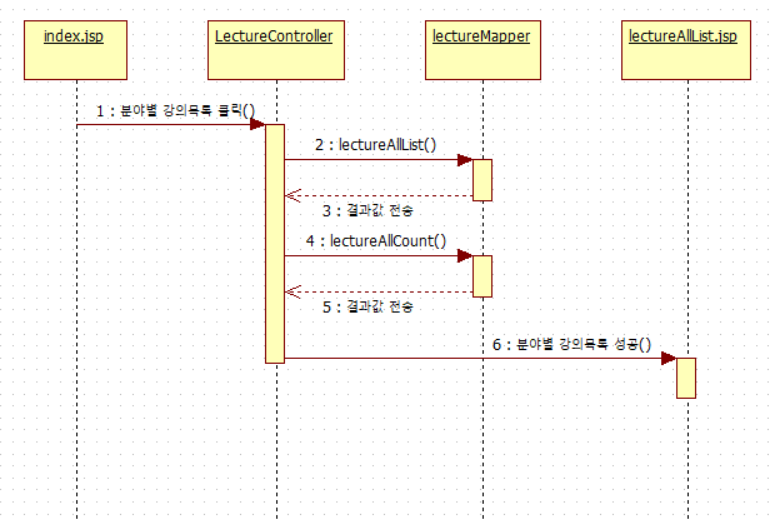 index.jsp
LectureController
lectureMapper
lectureAllList.jsp
1 : 분야별 강의목록 클릭()
2 : lectureAllList()
3 : 결과값 전송
4 : lectureAllCount()
5 : 결과값 전송
6 : 분야별 강의목록 성공()